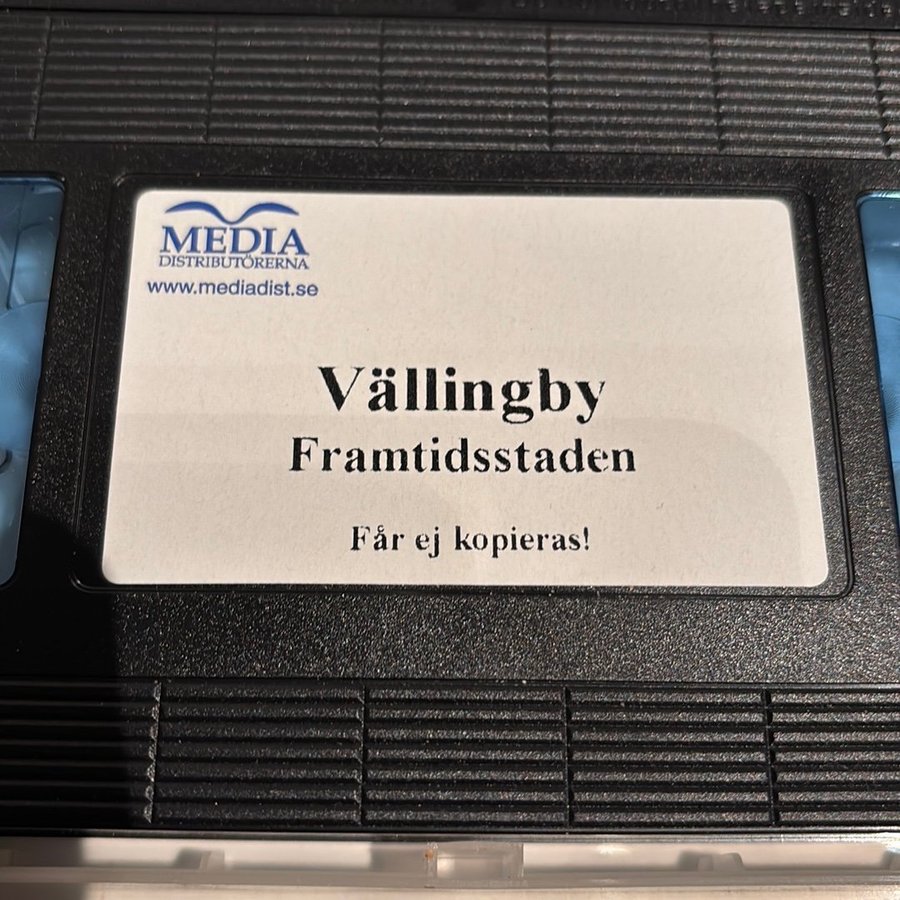 MEDIA
DISTRIBUTÖRERNA
www.mediadist.se
Vällingby
Framtidsstaden
Får ej kopieras!